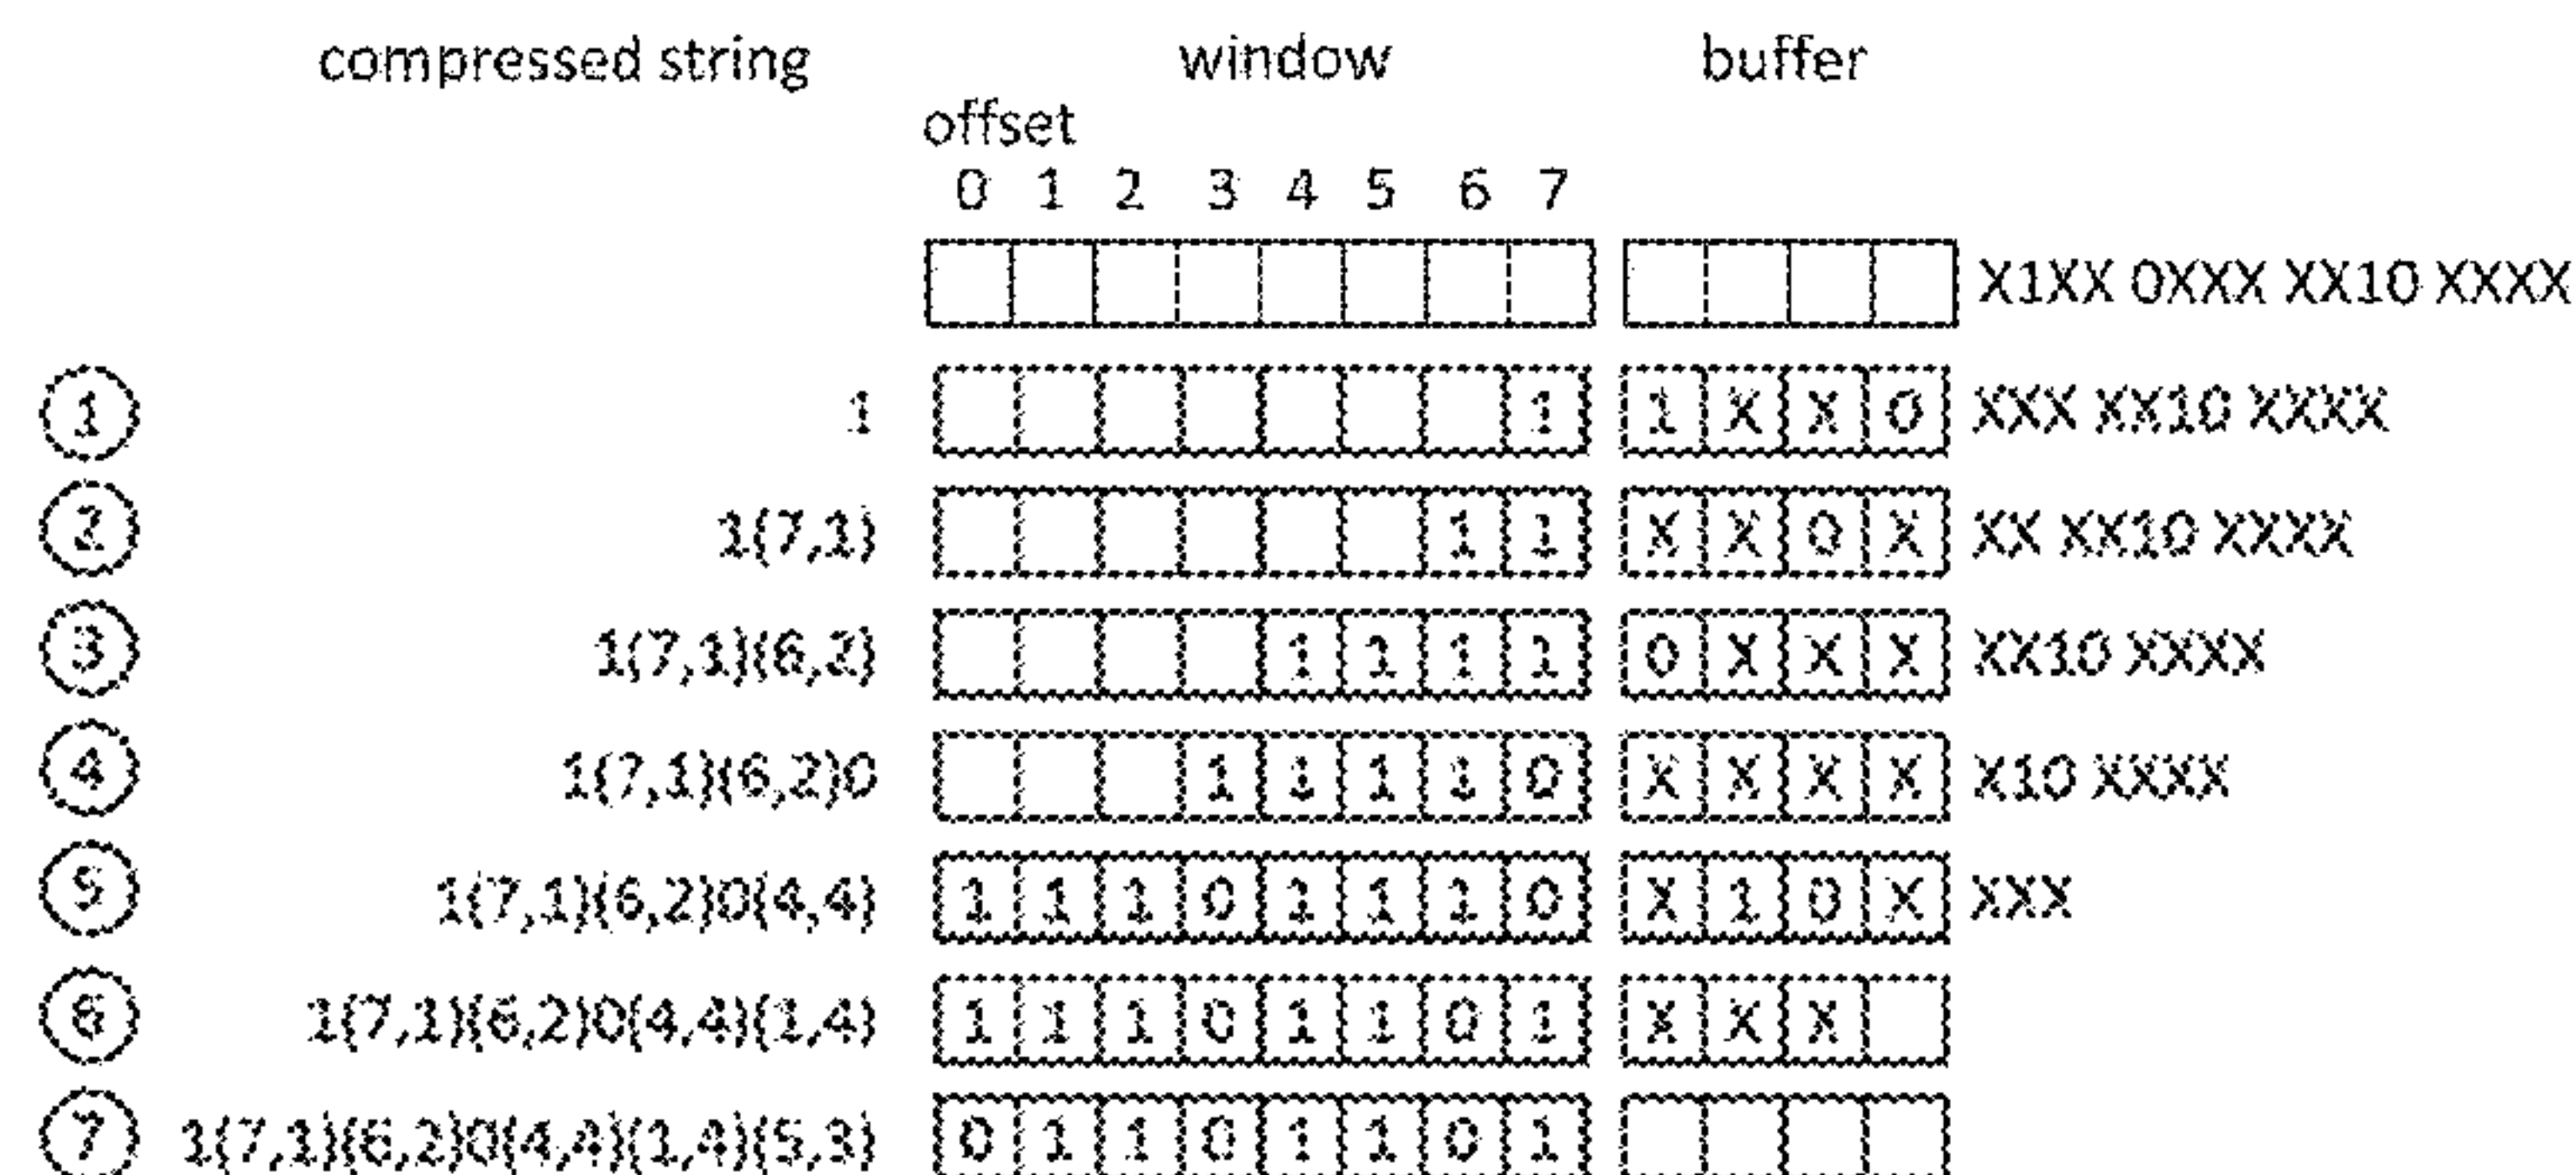 compressed string window buffer
offset
0 1 2 3 4 5 6 7
X1XX 0XXX XX10 XXXX
1 1 1 1 X X 0 XXX XX10 XXXX
2 1(7,1) 1 1 X X 0 X XX XX10 XXXX
3 1(7,1)(6,2) 1 1 1 1 0 X X X XX10 XXXX
4 1(7,1)(6,2)0 1 1 1 1 0 X X X X X10 XXXX
5 1(7,1)(6,2)0(4,4) 1 1 1 0 1 1 1 0 X 1 0 X XXX
6 1(7,1)(6,2)0(4,4)(1,4) 1 1 1 0 1 1 0 1 X X X
7 1(7,1)(6,2)0(4,4)(1,4)(5,3) 0 1 1 0 1 1 0 1